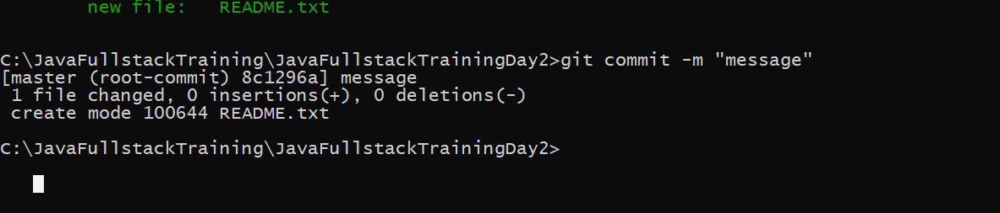 new file:   README.txt
C:\JavaFullstackTraining\JavaFullstackTrainingDay2>git commit -m "message"
[master (root-commit) 8c1296a] message
 1 file changed, 0 insertions(+), 0 deletions(-)
 create mode 100644 README.txt
C:\JavaFullstackTraining\JavaFullstackTrainingDay2>